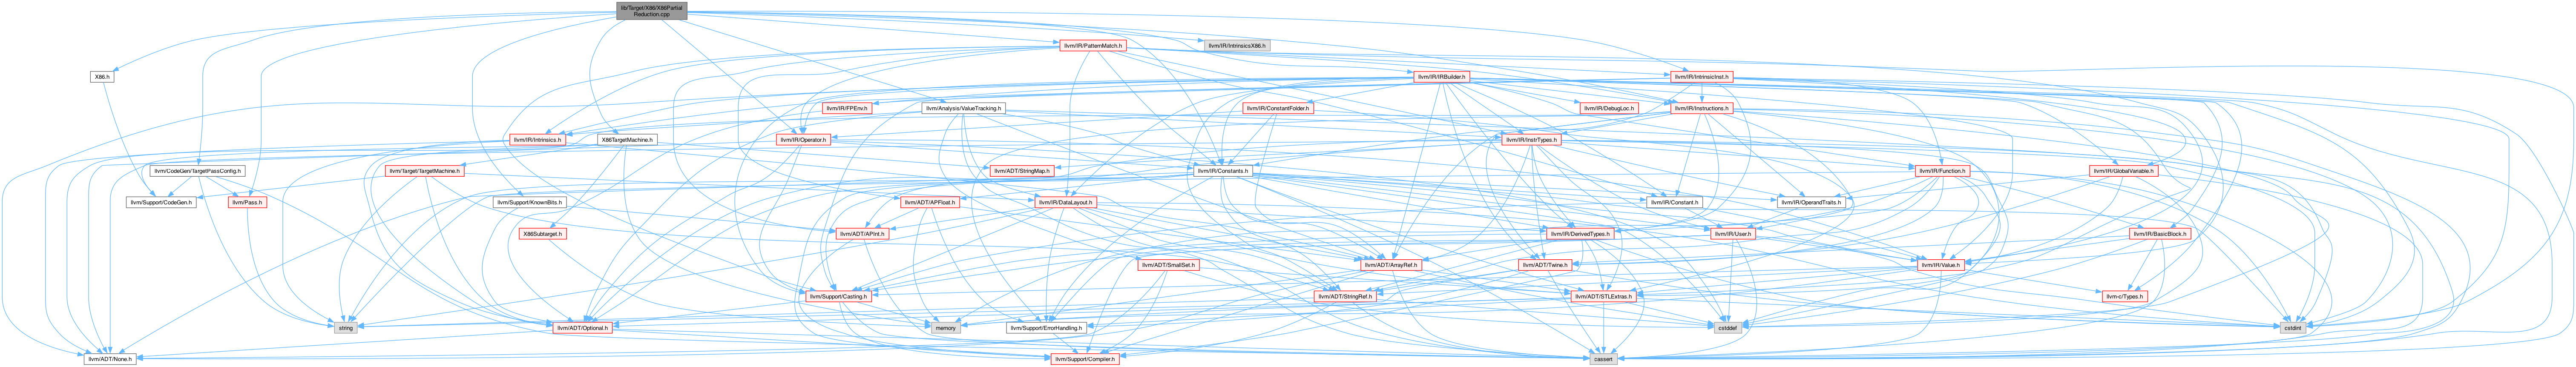 lib/Target/X86/X86Partial
Reduction.cpp
llvm/IR/PatternMatch.h
llvm/IR/IntrinsicsX86.h
X86.h
llvm/IR/IRBuilder.h
llvm/IR/IntrinsicInst.h
llvm/IR/FPEnv.h
llvm/Analysis/ValueTracking.h
llvm/IR/ConstantFolder.h
llvm/IR/DebugLoc.h
llvm/IR/Instructions.h
llvm/IR/Intrinsics.h
X86TargetMachine.h
llvm/IR/Operator.h
llvm/IR/InstrTypes.h
llvm/CodeGen/TargetPassConfig.h
llvm/Target/TargetMachine.h
llvm/ADT/StringMap.h
llvm/IR/Constants.h
llvm/IR/Function.h
llvm/IR/GlobalVariable.h
llvm/Support/CodeGen.h
llvm/Pass.h
llvm/Support/KnownBits.h
llvm/ADT/APFloat.h
llvm/IR/DataLayout.h
llvm/IR/Constant.h
llvm/IR/OperandTraits.h
X86Subtarget.h
llvm/ADT/APInt.h
llvm/IR/DerivedTypes.h
llvm/IR/User.h
llvm/IR/BasicBlock.h
llvm/ADT/SmallSet.h
llvm/ADT/ArrayRef.h
llvm/ADT/Twine.h
llvm/IR/Value.h
llvm/Support/Casting.h
llvm/ADT/StringRef.h
llvm/ADT/STLExtras.h
llvm-c/Types.h
string
llvm/ADT/Optional.h
memory
llvm/Support/ErrorHandling.h
cstddef
cstdint
llvm/ADT/None.h
llvm/Support/Compiler.h
cassert